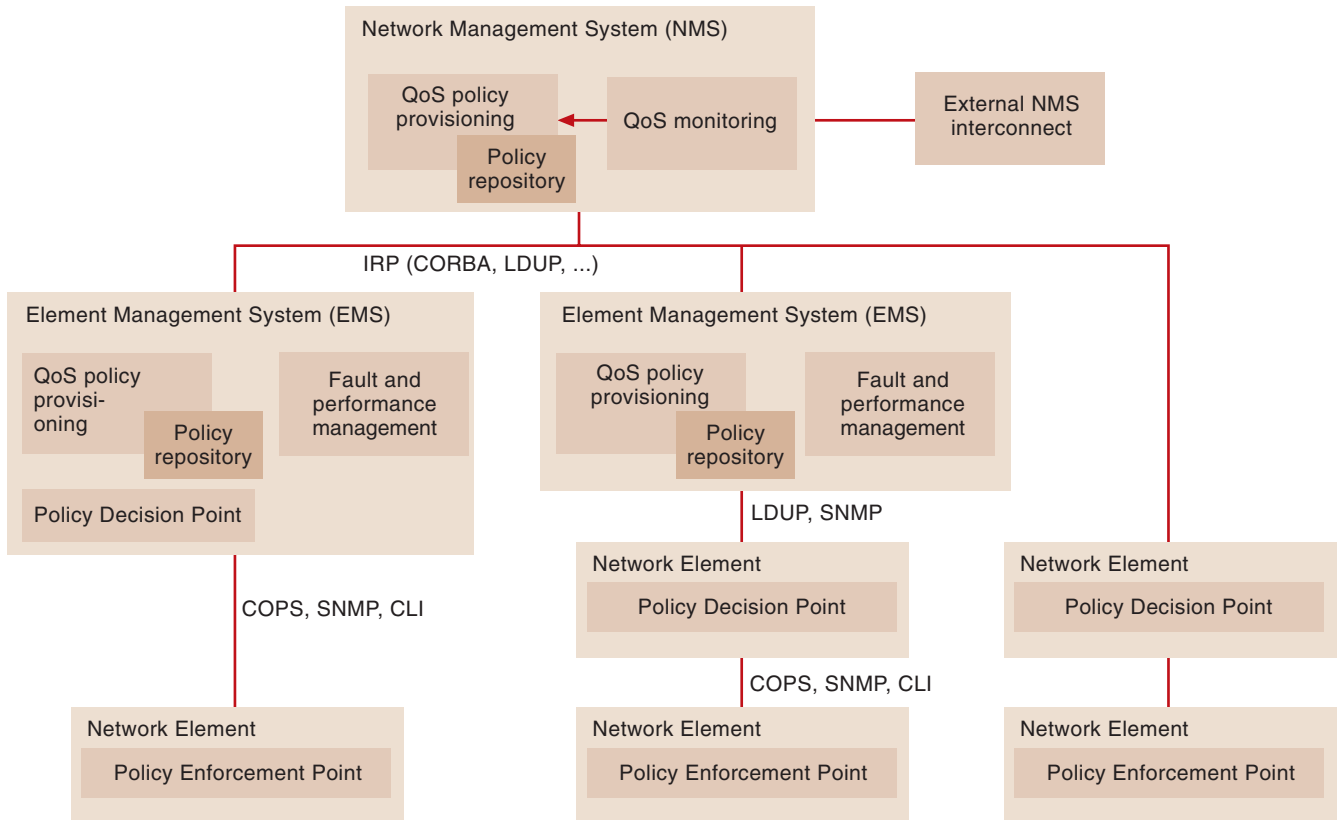 Network Management System (NMS)
QoS policy
provisioning
Policy
repository
QoS monitoring
External NMS
interconnect
IRP (CORBA, LDUP, ...)
Element Management System (EMS)
QoS policy
provisi-
oning
Policy
repository
Fault and
performance
management
Policy Decision Point
Element Management System (EMS)
QoS policy
provisioning
Policy
repository
Fault and
performance
management
LDUP, SNMP
COPS, SNMP, CLI
Network Element
Policy Decision Point
Network Element
Policy Decision Point
COPS, SNMP, CLI
Network Element
Policy Enforcement Point
Network Element
Policy Enforcement Point
Network Element
Policy Enforcement Point